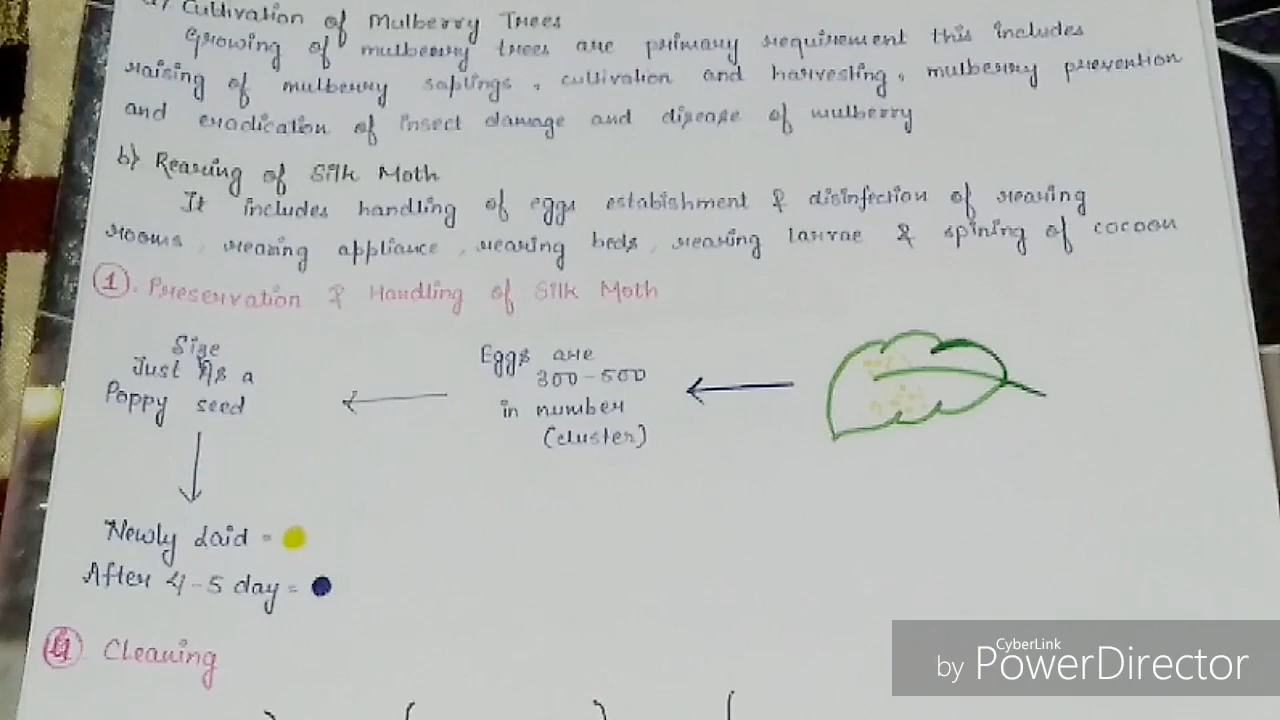 a) Cultivation of Mulberry Trees
Growing of mulberry trees are primary requirement this includes
raising of mulberry saplings, cultivation and harvesting, mulberry prevention
and eradication of insect damage and disease of mulberry
b) Rearing of Silk Moth
It includes handling of eggs estabishment & disinfection of rearing
rooms, rearing appliance, rearing beds, rearing larvae & spining of cocoon
1. Preservation & Handling of Silk Moth
Size
Just As a
Poppy seed
Eggs are
300-500
in number
(cluster)
Newly Laid =
After 4-5 day =
Cleaning
CyberLink
by PowerDirector